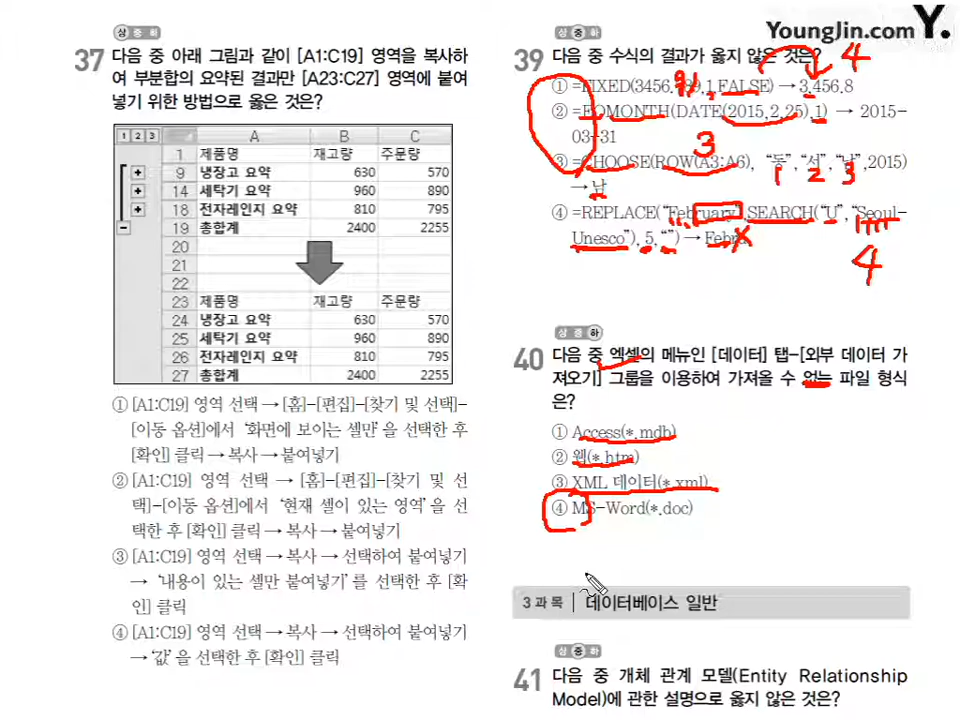 Younglin.com Y.
상 중 하
37 다음 중 아래 그림과 같이 [A1:C19] 영역을 복사하
여 부분합의 요약된 결과만 [A23:C27] 영역에 붙여
넣기 위한 방법으로 옳은 것은?
1 2 3 A B C
1 제품명 재고량 주문량
9 냉장고 요약 630 570
14 세탁기 요약 960 890
18 전자레인지 요약 810 795
19 총합계 2400 2255
20
21
22
23 제품명 재고량 주문량
24 냉장고 요약 630 570
25 세탁기 요약 960 890
26 전자레인지 요약 810 795
27 총합계 2400 2255
① [A1:C19] 영역 선택 → [홈]-[편집]-[찾기 및 선택]-
[이동 옵션]에서 ‘화면에 보이는 셀만’을 선택한 후
[확인] 클릭 → 복사 → 붙여넣기
② [A1:C19] 영역 선택 → [홈]-[편집]-[찾기 및 선
택]-[이동 옵션]에서 ‘현재 셀이 있는 영역’을 선
택한 후 [확인] 클릭 → 복사 → 붙여넣기
③ [A1:C19] 영역 선택 → 복사 → 선택하여 붙여넣기
→ ‘내용이 있는 셀만 붙여넣기’를 선택한 후 [확
인] 클릭
④ [A1:C19] 영역 선택 → 복사 → 선택하여 붙여넣기
→ ‘값’을 선택한 후 [확인] 클릭
상 중 하
39 다음 중 수식의 결과가 옳지 않은 것은? 4
① =FIXED(3456, ,1,FALSE) → 3,456.8
② =EOMONTH(DATE(2015,2,25),1) → 2015-
03-31
3
③ =CHOOSE(ROW(A3:A6), “동”, “서”, “남”, 2015)
1 2 3
→ 남
④ =REPLACE(“February”,SEARCH(“U”, “Seoul-
Unesco”), 5, “”) → Febru
4
상 중 하
40 다음 중 엑셀의 메뉴인 [데이터] 탭-[외부 데이터 가
져오기] 그룹을 이용하여 가져올 수 없는 파일 형식
은?
① Access(*.mdb)
② 웹(*.htm)
③ XML 데이터(*.xml)
④ MS-Word(*.doc)
3과목 데이터베이스 일반
상 중 하
41 다음 중 개체 관계 모델(Entity Relationship
Model)에 관한 설명으로 옳지 않은 것은?